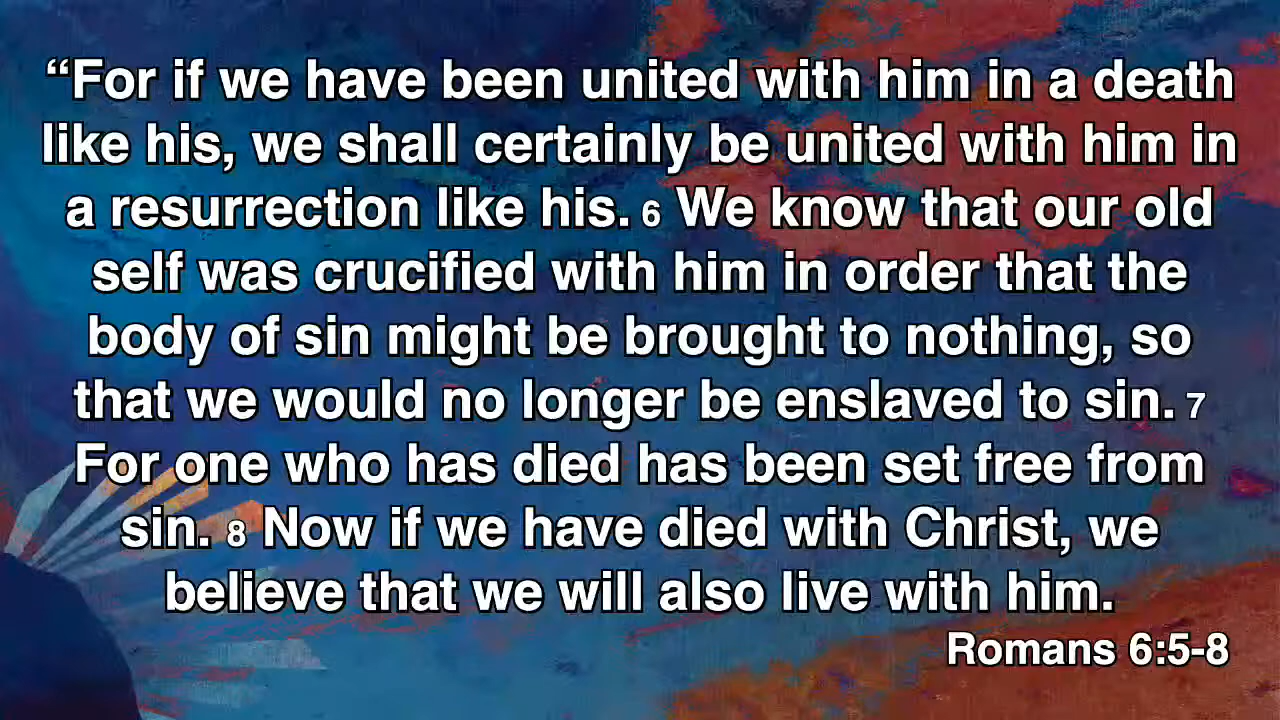 “For if we have been united with him in a death
like his, we shall certainly be united with him in
a resurrection like his. 6 We know that our old
self was crucified with him in order that the
body of sin might be brought to nothing, so
that we would no longer be enslaved to sin. 7
For one who has died has been set free from
sin. 8 Now if we have died with Christ, we
believe that we will also live with him.
Romans 6:5-8